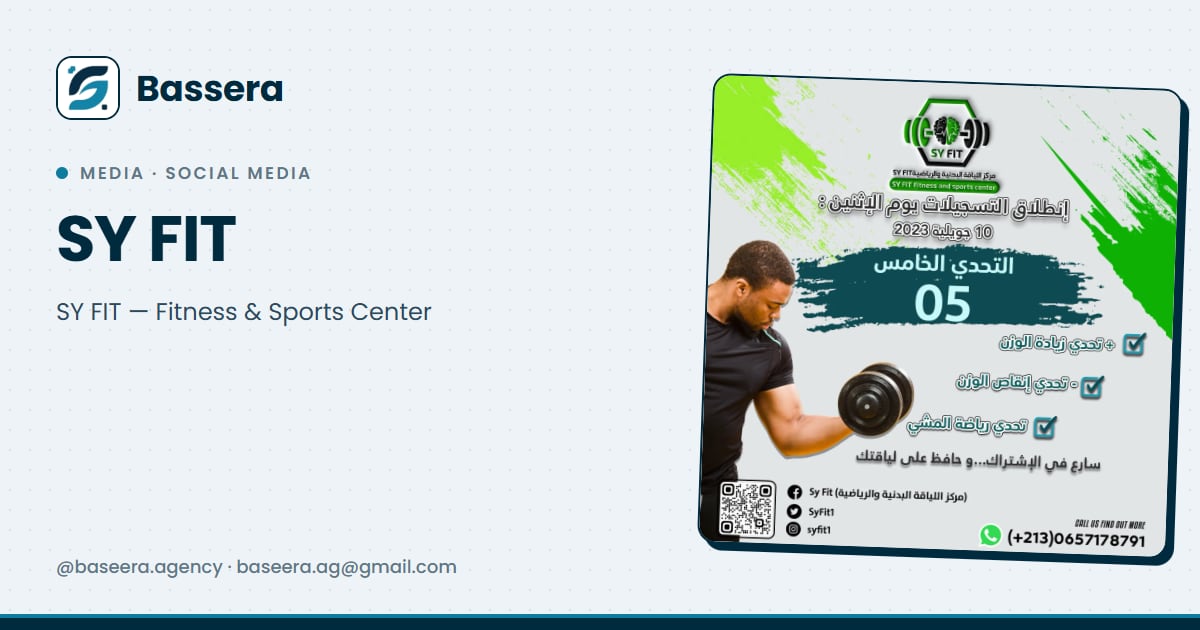 Bassera
MEDIA · SOCIAL MEDIA
SY FIT
SY FIT — Fitness & Sports Center
@baseera.agency · baseera.ag@gmail.com
SY FIT
مركز اللياقة البدنية والرياضية SY FIT
SY FIT Fitness and sports center
إنطلاق التسجيلات يوم الإثنين :
10 جويلية 2023
التحدي الخامس
05
+ تحدي زيادة الوزن
- تحدي إنقاص الوزن
تحدي رياضة المشي
سارع في الإشتراك...و حافظ على لياقتك
Sy Fit (مركز اللياقة البدنية والرياضية)
SyFit1
syfit1
CALL US FIND OUT MORE
(+213)0657178791